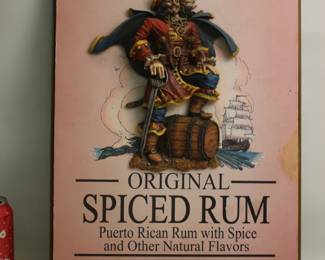 ORIGINAL
SPICED RUM
Puerto Rican Rum with Spice
and Other Natural Flavors